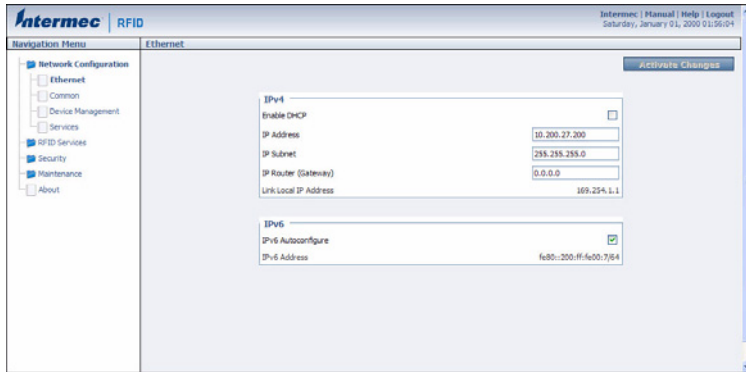 Intermec | RFID
Intermec | Manual | Help | Logout
Saturday, January 01, 2000 01:56:04
Navigation Menu
Ethernet
Network Configuration
Ethernet
Common
Device Management
Services
RFID Services
Security
Maintenance
About
Activate Changes
IPv4
Enable DHCP
IP Address 10.200.27.200
IP Subnet 255.255.255.0
IP Router (Gateway) 0.0.0.0
Link Local IP Address 169.254.1.1
IPv6
IPv6 Autoconfigure
IPv6 Address fe80::200:ff:fe00:7/64